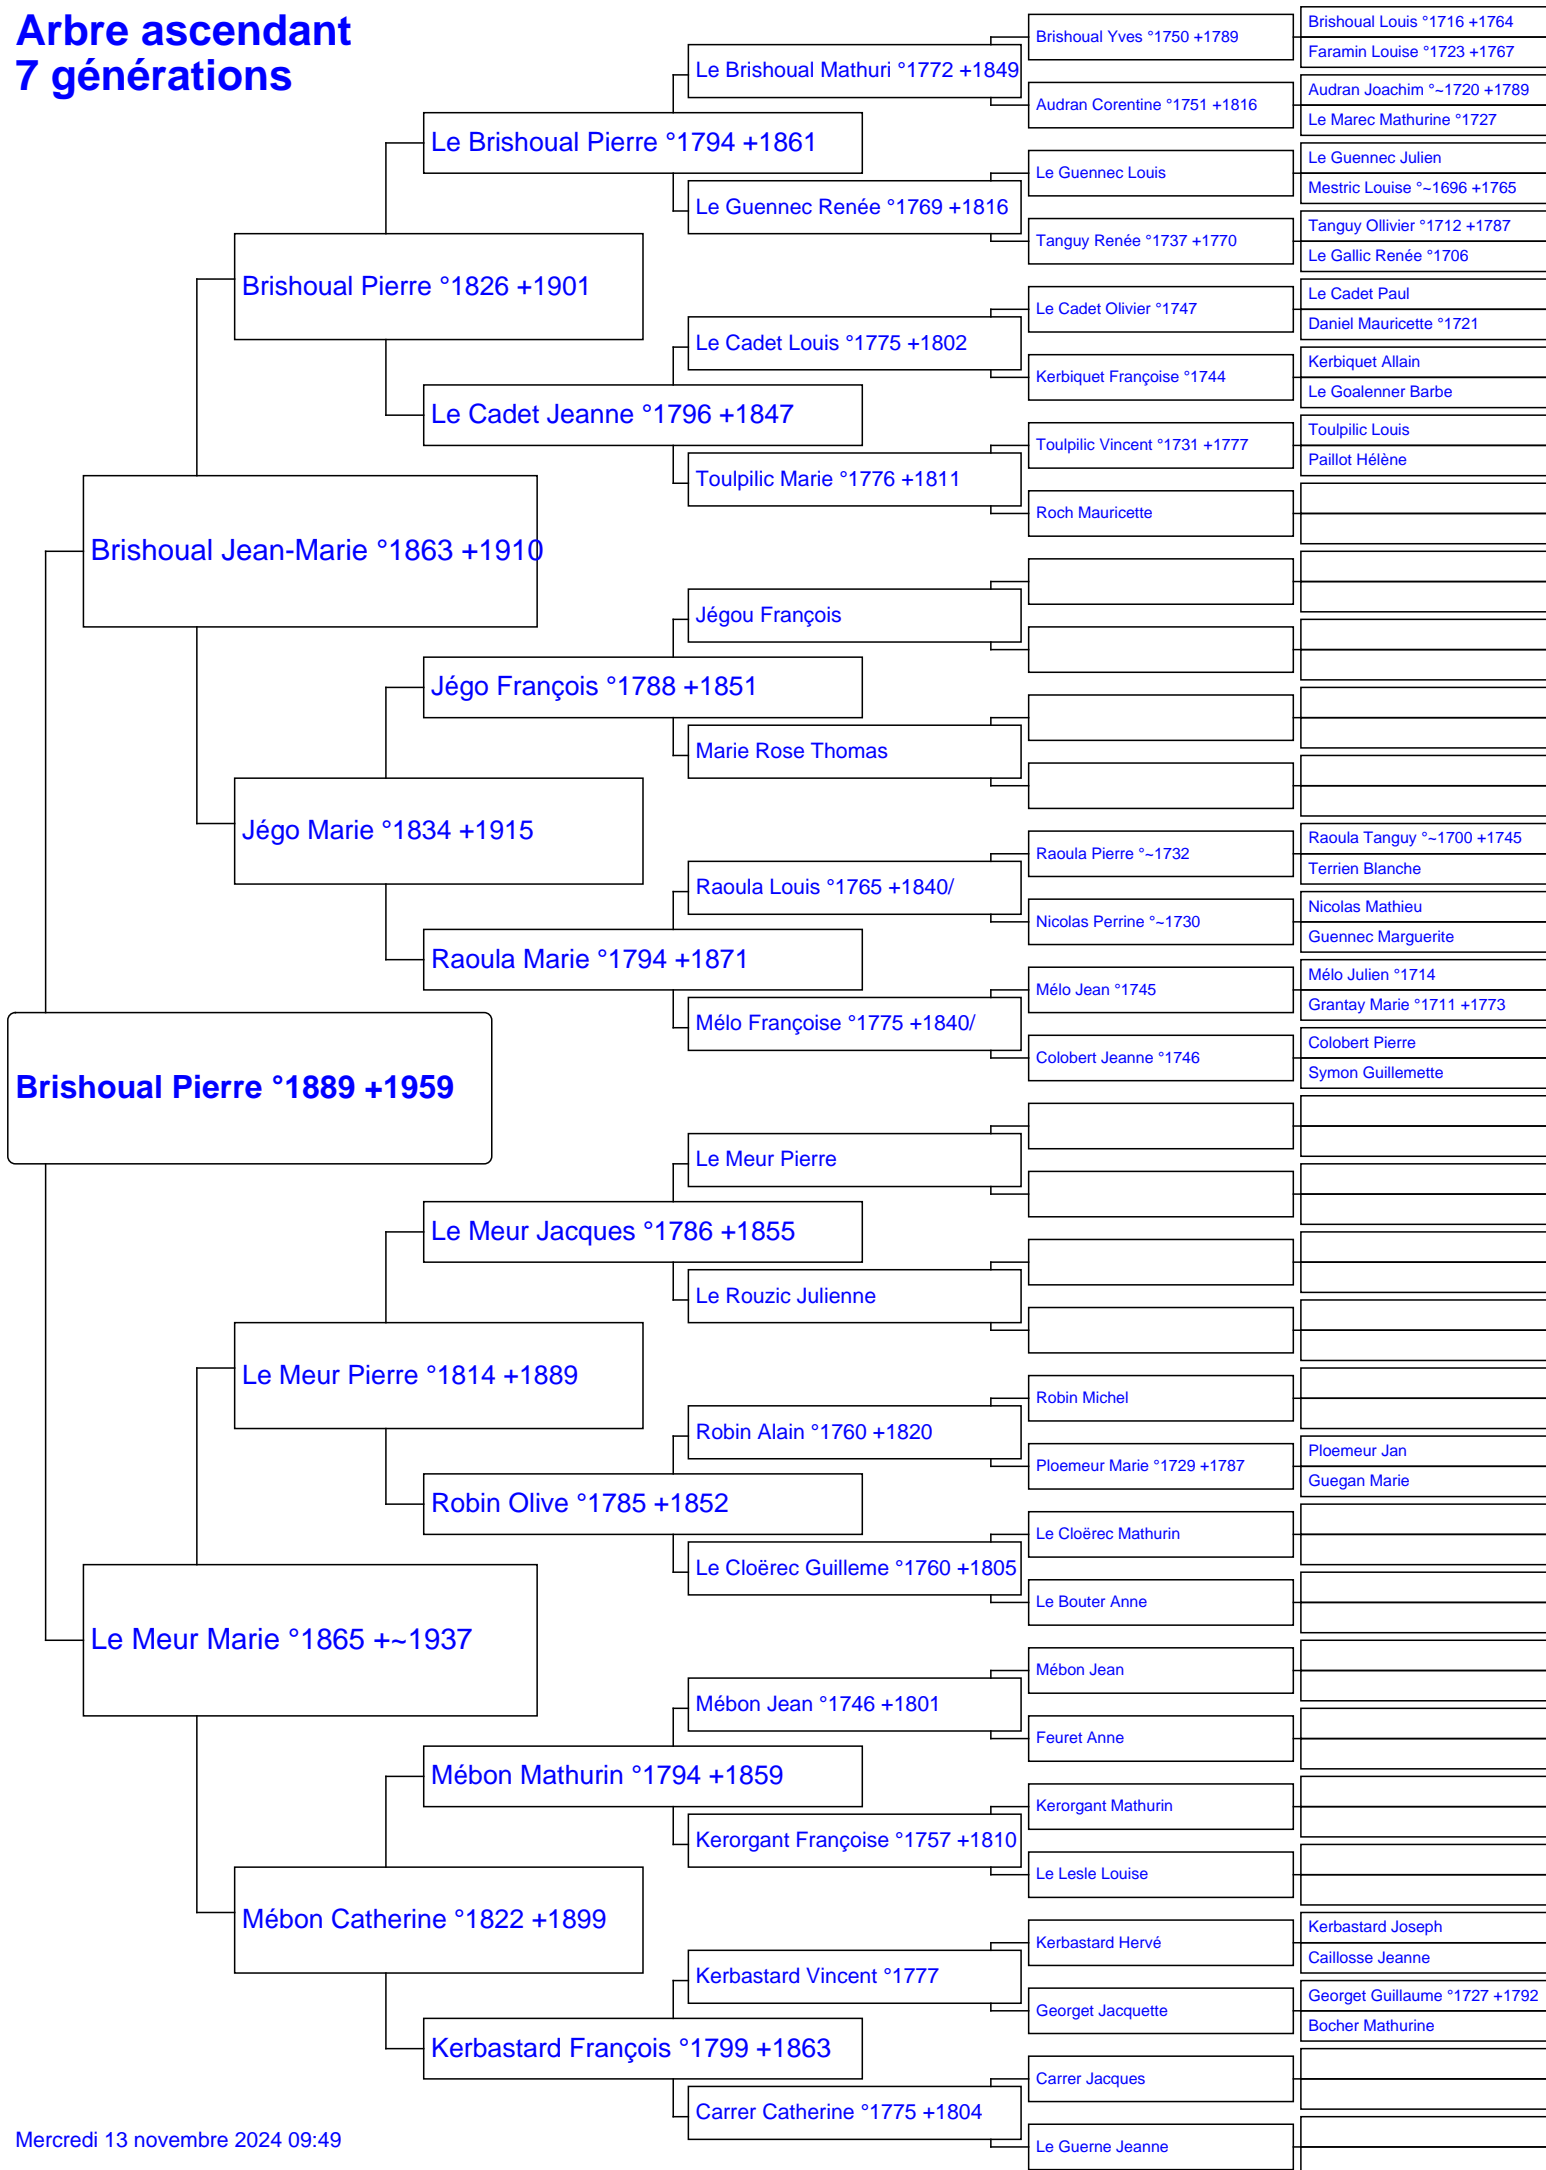 Arbre ascendant
7 générations
Brishoual Pierre °1889 +1959
Brishoual Jean-Marie °1863 +1910
Le Meur Marie °1865 +~1937
Brishoual Pierre °1826 +1901
Jégo Marie °1834 +1915
Le Meur Pierre °1814 +1889
Mébon Catherine °1822 +1899
Le Brishoual Pierre °1794 +1861
Le Cadet Jeanne °1796 +1847
Jégo François °1788 +1851
Raoula Marie °1794 +1871
Le Meur Jacques °1786 +1855
Robin Olive °1785 +1852
Mébon Mathurin °1794 +1859
Kerbastard François °1799 +1863
Le Brishoual Mathuri °1772 +1849
Le Guennec Renée °1769 +1816
Le Cadet Louis °1775 +1802
Toulpilic Marie °1776 +1811
Jégou François
Marie Rose Thomas
Raoula Louis °1765 +1840/
Mélo Françoise °1775 +1840/
Le Meur Pierre
Le Rouzic Julienne
Robin Alain °1760 +1820
Le Cloërec Guilleme °1760 +1805
Mébon Jean °1746 +1801
Kerorgant Françoise °1757 +1810
Kerbastard Vincent °1777
Carrer Catherine °1775 +1804
Brishoual Yves °1750 +1789
Audran Corentine °1751 +1816
Le Guennec Louis
Tanguy Renée °1737 +1770
Le Cadet Olivier °1747
Kerbiquet Françoise °1744
Toulpilic Vincent °1731 +1777
Roch Mauricette
Raoula Pierre °~1732
Nicolas Perrine °~1730
Mélo Jean °1745
Colobert Jeanne °1746
Robin Michel
Ploemeur Marie °1729 +1787
Le Cloërec Mathurin
Le Bouter Anne
Mébon Jean
Feuret Anne
Kerorgant Mathurin
Le Lesle Louise
Kerbastard Hervé
Georget Jacquette
Carrer Jacques
Le Guerne Jeanne
Brishoual Louis °1716 +1764
Faramin Louise °1723 +1767
Audran Joachim °~1720 +1789
Le Marec Mathurine °1727
Le Guennec Julien
Mestric Louise °~1696 +1765
Tanguy Ollivier °1712 +1787
Le Gallic Renée °1706
Le Cadet Paul
Daniel Mauricette °1721
Kerbiquet Allain
Le Goalenner Barbe
Toulpilic Louis
Paillot Hélène
Raoula Tanguy °~1700 +1745
Terrien Blanche
Nicolas Mathieu
Guennec Marguerite
Mélo Julien °1714
Grantay Marie °1711 +1773
Colobert Pierre
Symon Guillemette
Ploemeur Jan
Guegan Marie
Kerbastard Joseph
Caillosse Jeanne
Georget Guillaume °1727 +1792
Bocher Mathurine
Mercredi 13 novembre 2024 09:49